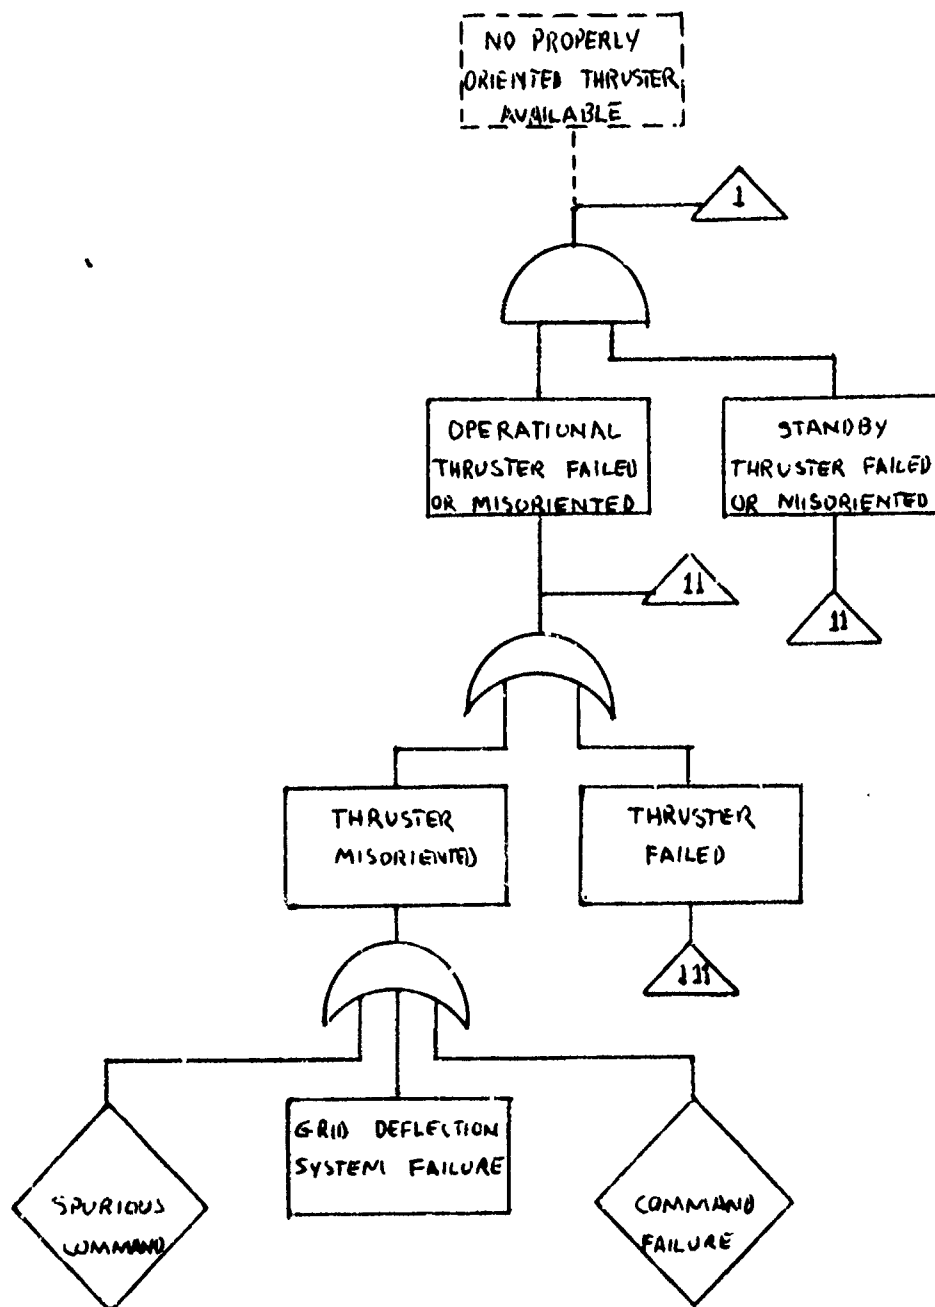 NO PROPERLY
ORIENTED THRUSTER
AVAILABLE
1
OPERATIONAL
THRUSTER FAILED
OR MISORIENTED
STANDBY
THRUSTER FAILED
OR MISORIENTED
11
11
THRUSTER
MISORIENTED
THRUSTER
FAILED
111
GRID DEFLECTION
SYSTEM FAILURE
SPURIOUS
COMMAND
COMMAND
FAILURE